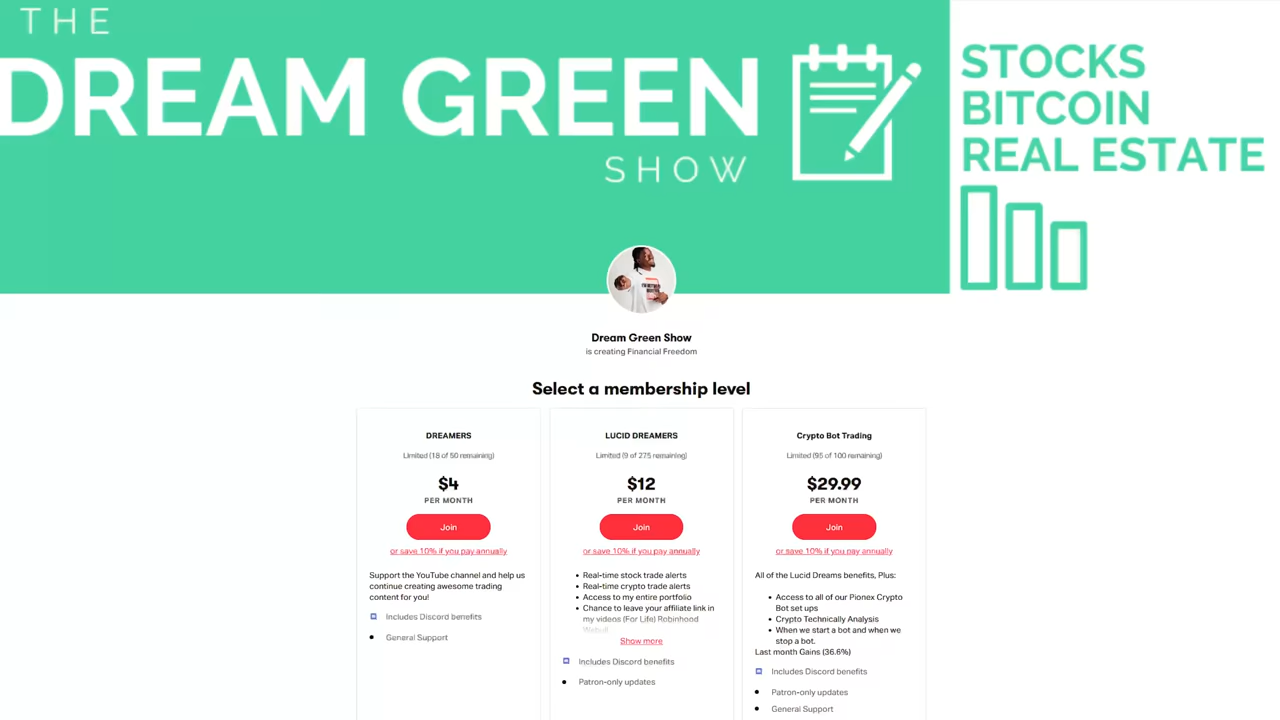 THE
DREAM GREEN
SHOW
STOCKS
BITCOIN
REAL ESTATE
Dream Green Show
is creating Financial Freedom
Select a membership level
DREAMERS
Limited (18 of 50 remaining)
$4
PER MONTH
Join
or save 10% if you pay annually
Support the YouTube channel and help us
continue creating awesome trading
content for you!
Includes Discord benefits
• General Support
LUCID DREAMERS
Limited (9 of 275 remaining)
$12
PER MONTH
Join
or save 10% if you pay annually
• Real-time stock trade alerts
• Real-time crypto trade alerts
• Access to my entire portfolio
• Chance to leave your affiliate link in
my videos (For Life) Robinhood
Show more
Includes Discord benefits
• Patron-only updates
Crypto Bot Trading
Limited (95 of 100 remaining)
$29.99
PER MONTH
Join
or save 10% if you pay annually
All of the Lucid Dreams benefits, Plus:
• Access to all of our Pionex Crypto
Bot set ups
• Crypto Technically Analysis
• When we start a bot and when we
stop a bot.
Last month Gains (36.6%)
Includes Discord benefits
• Patron-only updates
• General Support